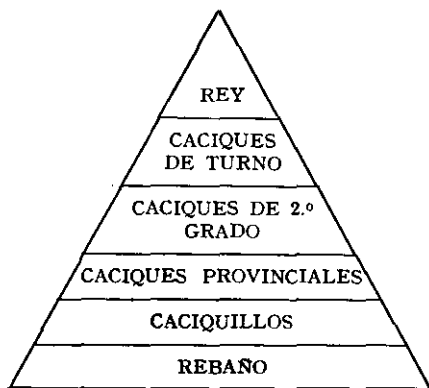 REY
CACIQUES
DE TURNO
CACIQUES DE 2.º
GRADO
CACIQUES PROVINCIALES
CACIQUILLOS
REBAÑO